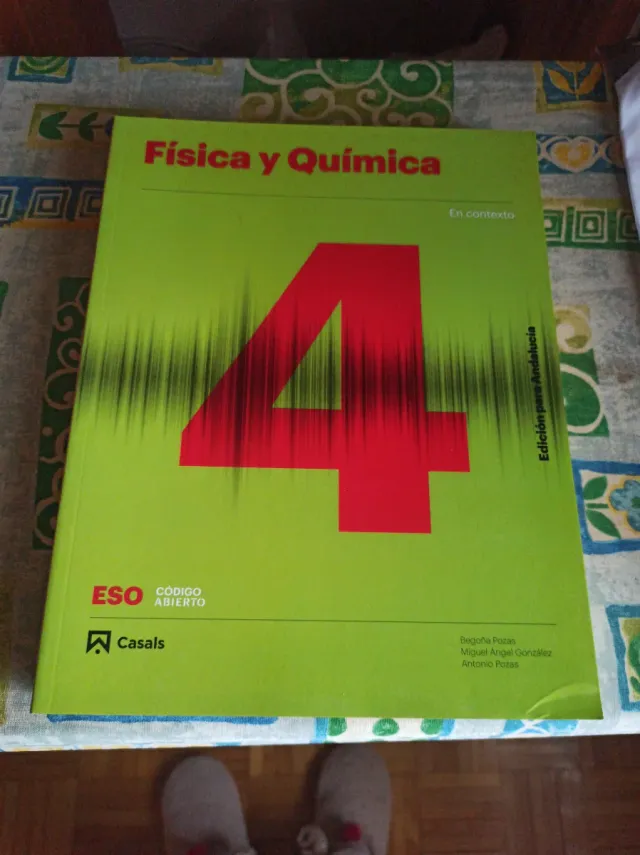 Física y Química
En contexto
4
Edición para Andalucía
ESO
CÓDIGO
ABIERTO
Casals
Begoña Pozas
Miguel Ángel González
Antonio Pozas